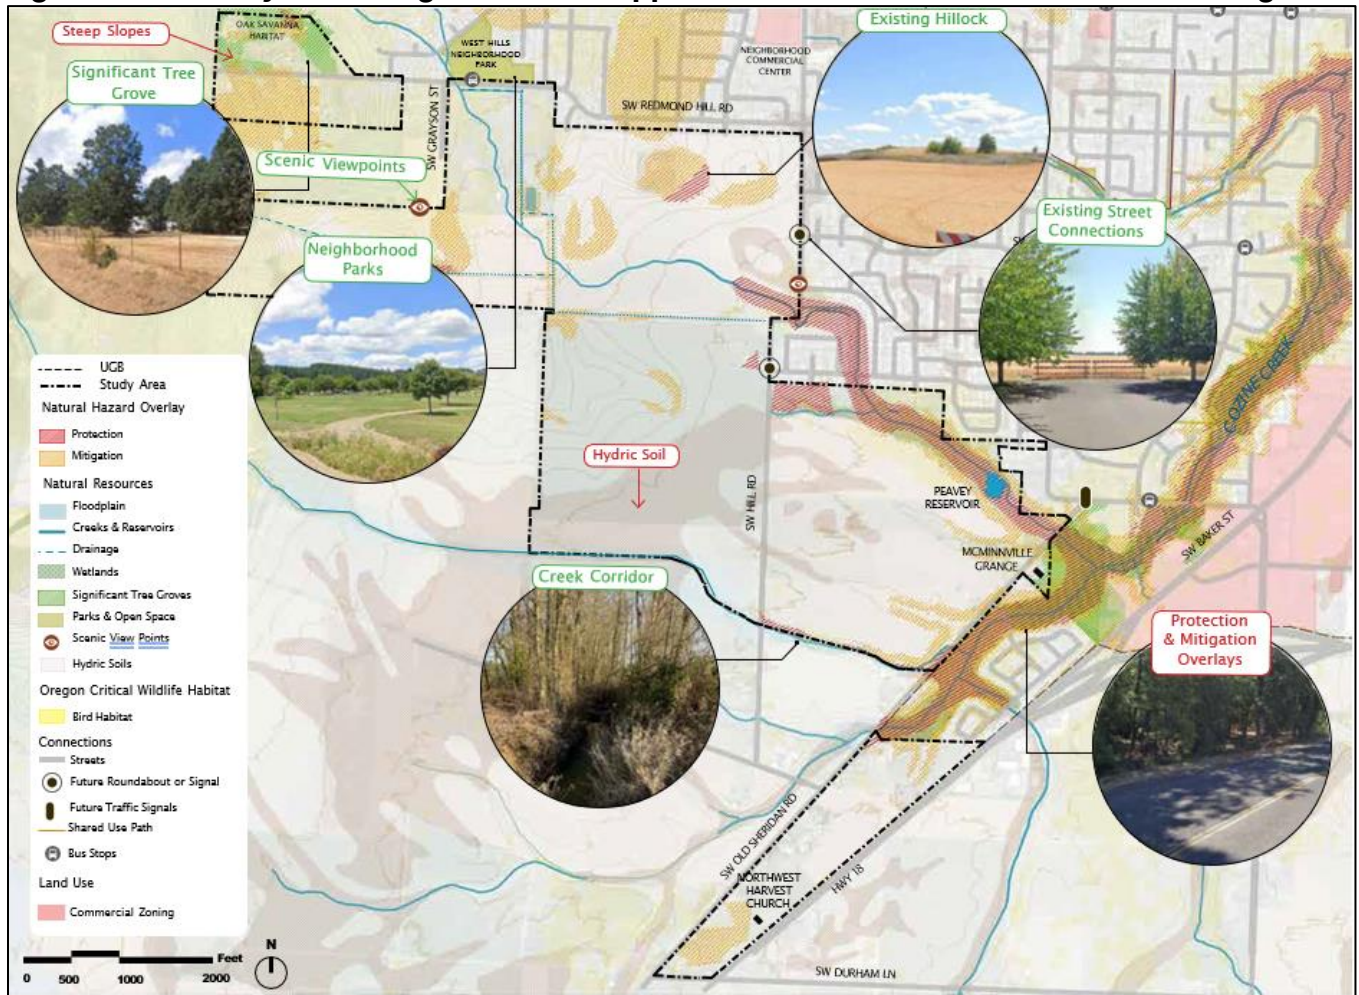 Steep Slopes
OAK SAVANNA
HABITAT
Significant Tree
Grove
WEST HILLS
NEIGHBORHOOD
PARK
NEIGHBORHOOD
COMMERCIAL
CENTER
Existing Hillock
SW REDMOND HILL RD
SW GRAYSON ST
Scenic Viewpoints
Neighborhood
Parks
Existing Street
Connections
COZINE CREEK
Hydric Soil
SW HILL RD
PEAVEY
RESERVOIR
MCMINNVILLE
GRANGE
SW BAKER ST
Creek Corridor
Protection
& Mitigation
Overlays
SW OLD SHERIDAN RD
NORTHWEST
HARVEST
CHURCH
HWY 18
SW DURHAM LN
UGB
Study Area
Natural Hazard Overlay
Protection
Mitigation
Natural Resources
Floodplain
Creeks & Reservoirs
Drainage
Wetlands
Significant Tree Groves
Parks & Open Space
Scenic View Points
Hydric Soils
Oregon Critical Wildlife Habitat
Bird Habitat
Connections
Streets
Future Roundabout or Signal
Future Traffic Signals
Shared Use Path
Bus Stops
Land Use
Commercial Zoning
Feet
0 500 1000 2000
N